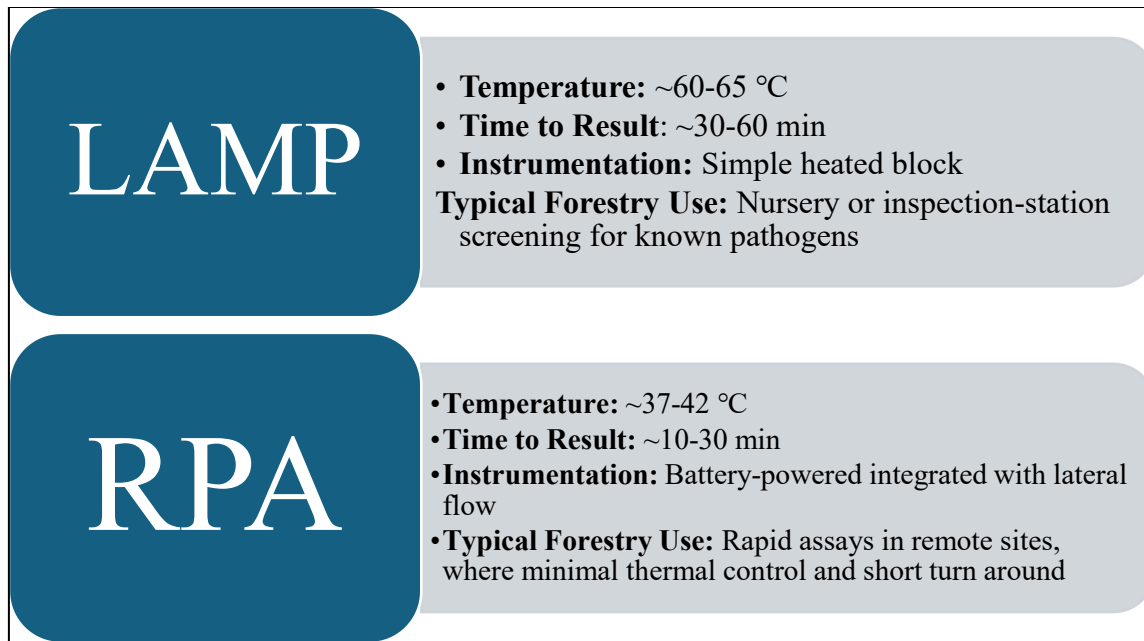 LAMP
• Temperature: ~60-65 ℃
• Time to Result: ~30-60 min
• Instrumentation: Simple heated block
Typical Forestry Use: Nursery or inspection-station
screening for known pathogens
RPA
•Temperature: ~37-42 ℃
•Time to Result: ~10-30 min
•Instrumentation: Battery-powered integrated with lateral
flow
•Typical Forestry Use: Rapid assays in remote sites,
where minimal thermal control and short turn around